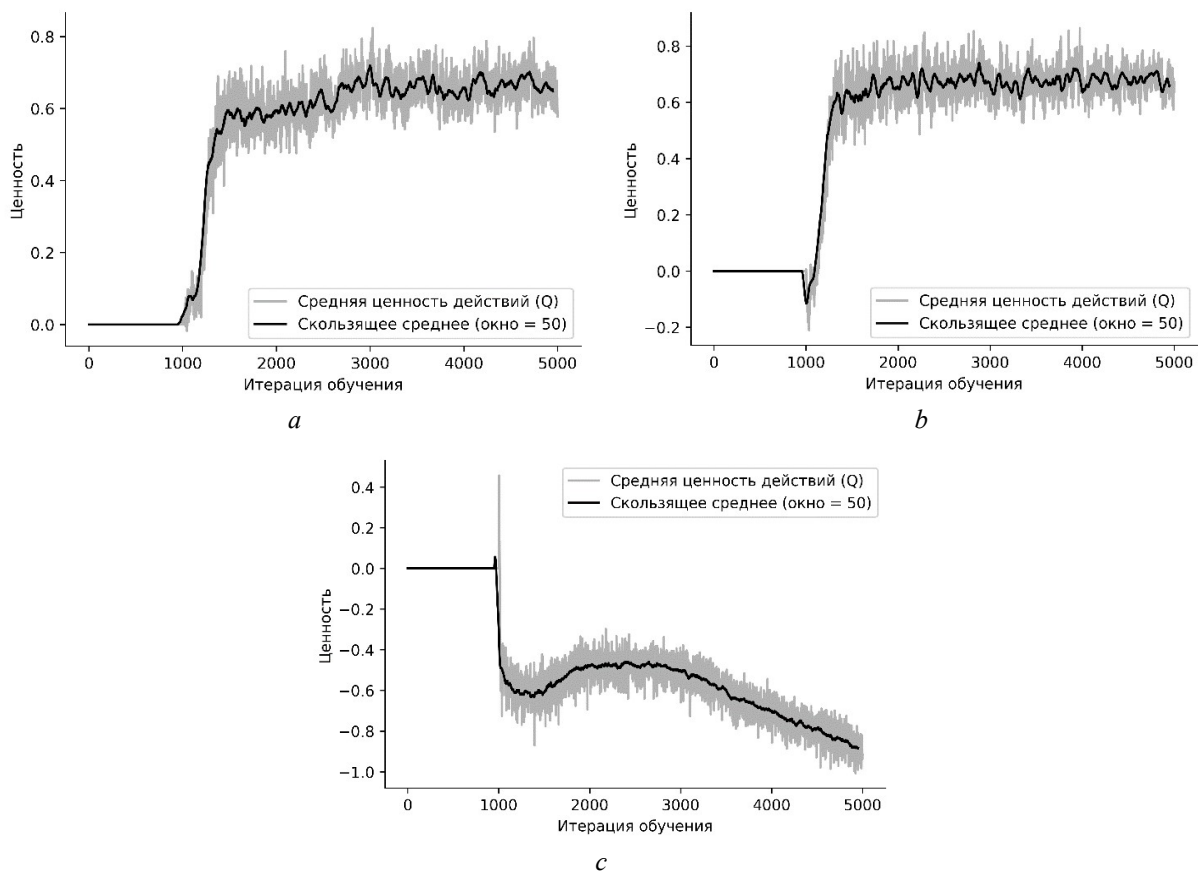 0.8
0.6
0.4
0.2
0.0
Ценность
Средняя ценность действий (Q)
Скользящее среднее (окно = 50)
0 1000 2000 3000 4000 5000
Итерация обучения
a
0.8
0.6
0.4
0.2
0.0
−0.2
Ценность
Средняя ценность действий (Q)
Скользящее среднее (окно = 50)
0 1000 2000 3000 4000 5000
Итерация обучения
b
0.4
0.2
0.0
−0.2
−0.4
−0.6
−0.8
−1.0
Ценность
Средняя ценность действий (Q)
Скользящее среднее (окно = 50)
0 1000 2000 3000 4000 5000
Итерация обучения
c